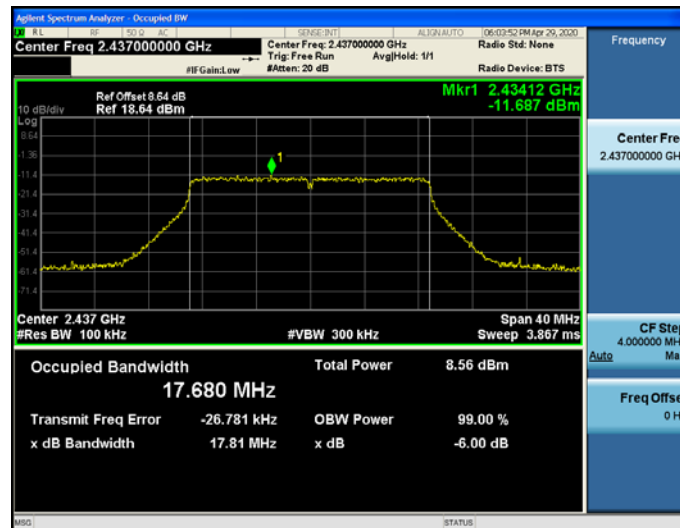 Agilent Spectrum Analyzer - Occupied BW
RL RF 50 Ω AC SENSE:INT ALIGN AUTO 06:03:52 PM Apr 29, 2020
Center Freq 2.437000000 GHz
Center Freq: 2.437000000 GHz
Radio Std: None
Trig: Free Run Avg|Hold: 1/1
#IFGain:Low
#Atten: 20 dB
Radio Device: BTS
Frequency
Ref Offset 8.64 dB
10 dB/div Ref 18.64 dBm
Mkr1 2.43412 GHz
-11.687 dBm
Log
8.64
-1.36
-11.4
-21.4
-31.4
-41.4
-51.4
-61.4
-71.4
1
Center Fre
2.437000000 GH
Center 2.437 GHz Span 40 MHz
#Res BW 100 kHz #VBW 300 kHz Sweep 3.867 ms
CF Step
4.000000 MH
Auto Ma
Occupied Bandwidth Total Power 8.56 dBm
17.680 MHz
Transmit Freq Error -26.781 kHz OBW Power 99.00 %
x dB Bandwidth 17.81 MHz x dB -6.00 dB
Freq Offse
0 H
MSG STATUS